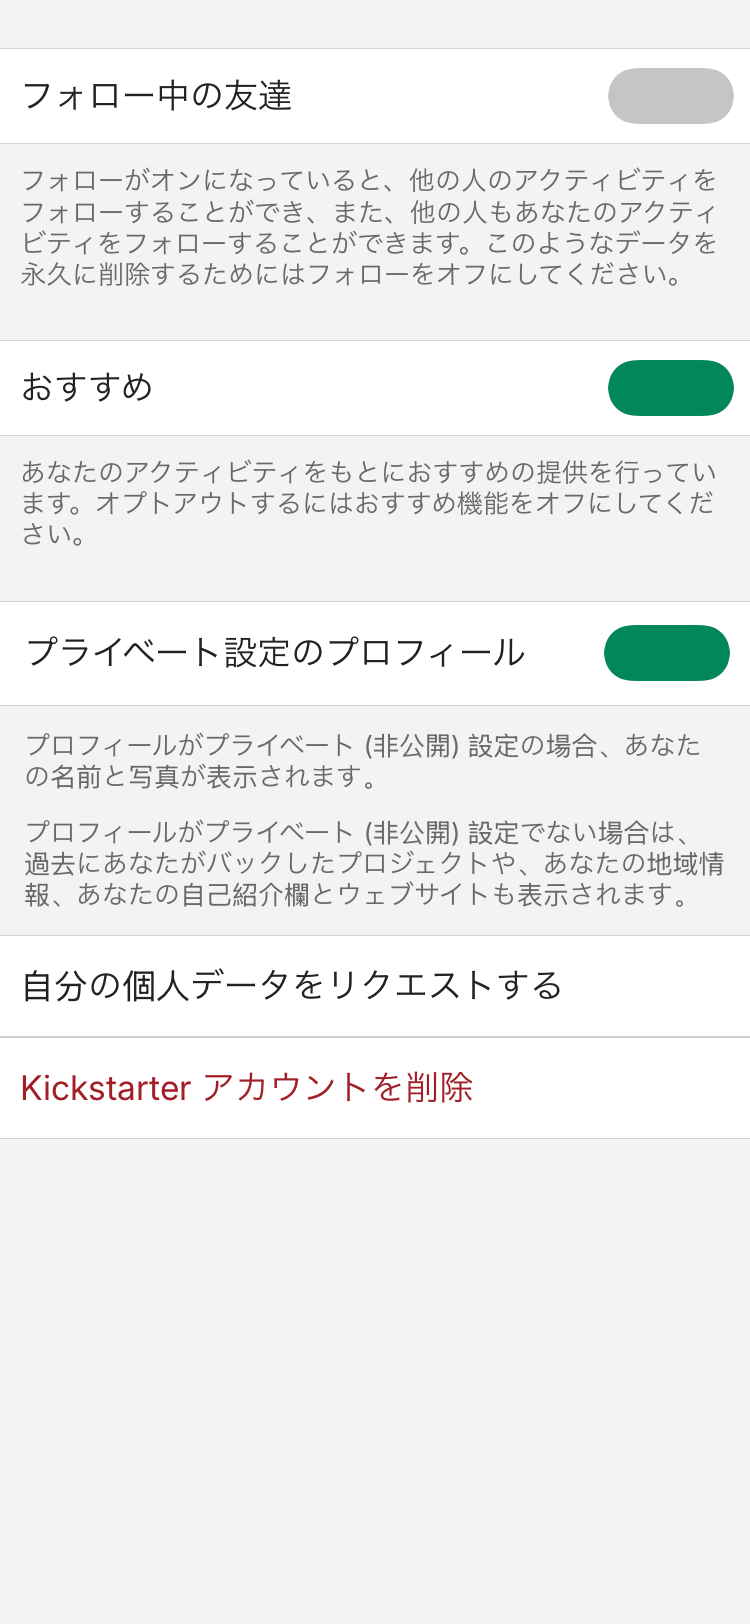 フォロー中の友達
フォローがオンになっていると、他の人のアクティビティを
フォローすることができ、また、他の人もあなたのアクティ
ビティをフォローすることができます。このようなデータを
永久に削除するためにはフォローをオフにしてください。
おすすめ
あなたのアクティビティをもとにおすすめの提供を行ってい
ます。オプトアウトするにはおすすめ機能をオフにしてくだ
さい。
プライベート設定のプロフィール
プロフィールがプライベート (非公開) 設定の場合、あなた
の名前と写真が表示されます。
プロフィールがプライベート (非公開) 設定でない場合は、
過去にあなたがバックしたプロジェクトや、あなたの地域情
報、あなたの自己紹介欄とウェブサイトも表示されます。
自分の個人データをリクエストする
Kickstarter アカウントを削除